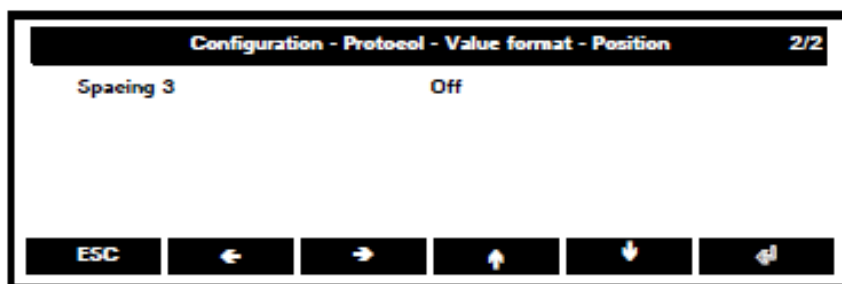 Configuration - Protocol - Value format - Position 2/2
Spacing 3 Off
ESC ← → ↑ ↓ ↵